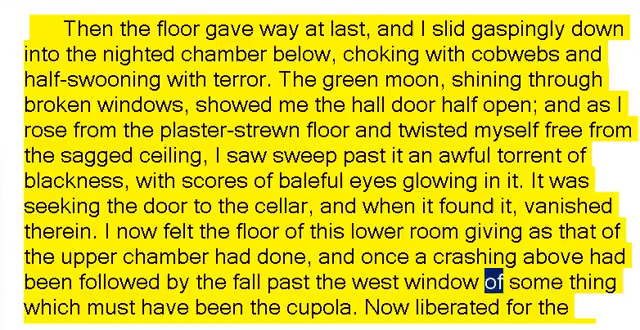 Then the floor gave way at last, and I slid gaspingly down
into the nighted chamber below, choking with cobwebs and
half-swooning with terror. The green moon, shining through
broken windows, showed me the hall door half open; and as I
rose from the plaster-strewn floor and twisted myself free from
the sagged ceiling, I saw sweep past it an awful torrent of
blackness, with scores of baleful eyes glowing in it. It was
seeking the door to the cellar, and when it found it, vanished
therein. I now felt the floor of this lower room giving as that of
the upper chamber had done, and once a crashing above had
been followed by the fall past the west window of some thing
which must have been the cupola. Now liberated for the